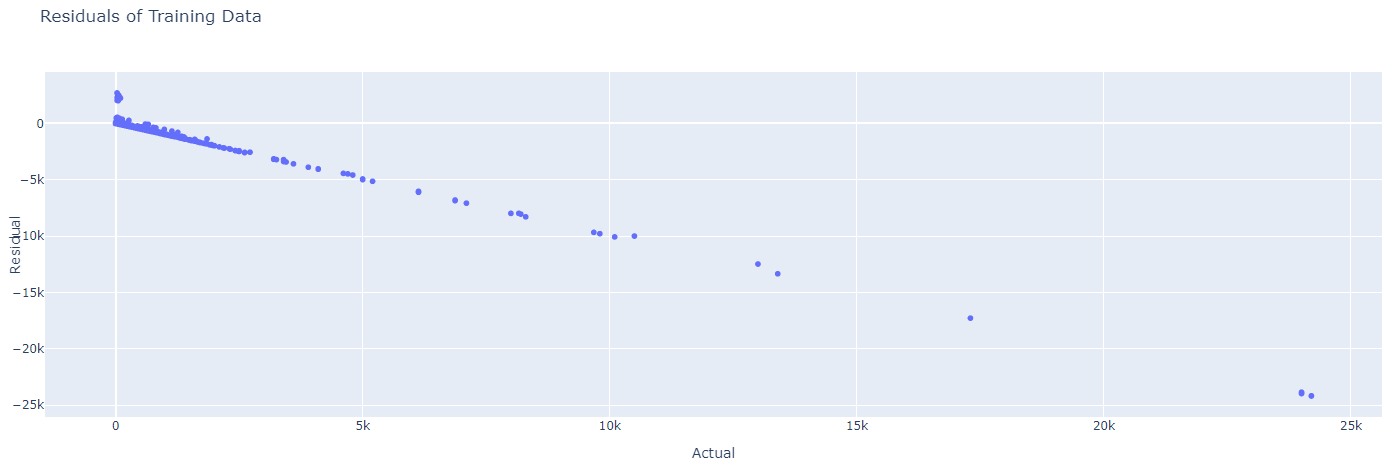 Residuals of Training Data
Residual
0
−5k
−10k
−15k
−20k
−25k
0 5k 10k 15k 20k 25k
Actual